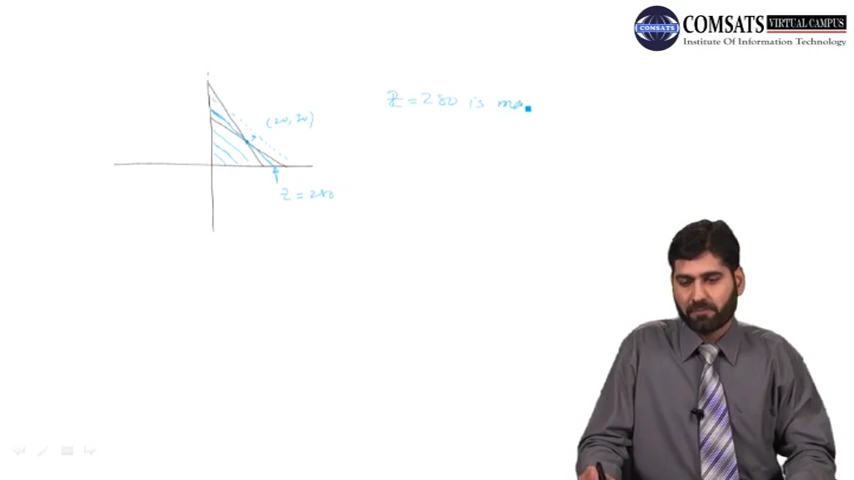 COMSATS VIRTUAL CAMPUS
COMSATS
Institute Of Information Technology
Z = 280 is ma
(20, 20)
Z = 280